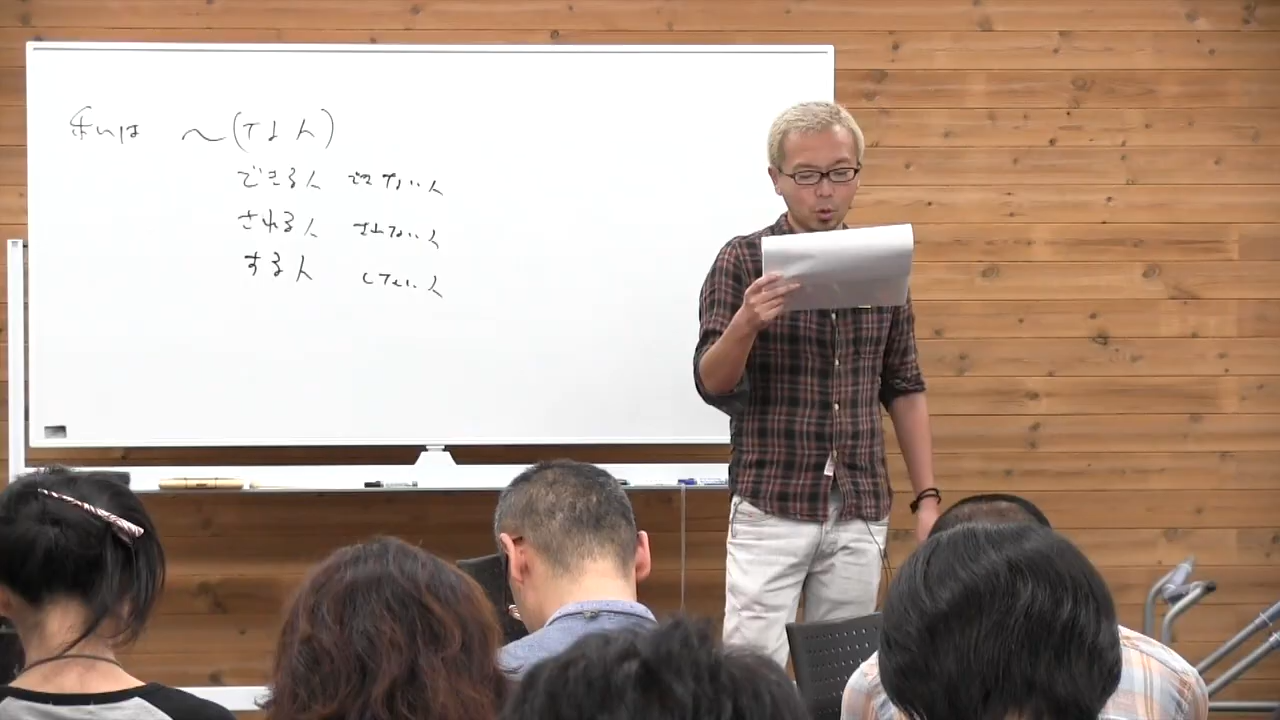 私は 〜(な人)
できる人 できない人
される人 されない人
する人 しない人